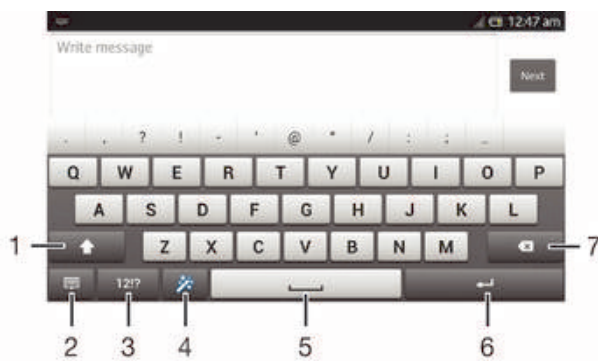 12:47 am
Write message
Next
. , ? ! - ' @ " / : ; _
Q W E R T Y U I O P
A S D F G H J K L
1 Z X C V B N M 7
12!?
2 3 4 5 6